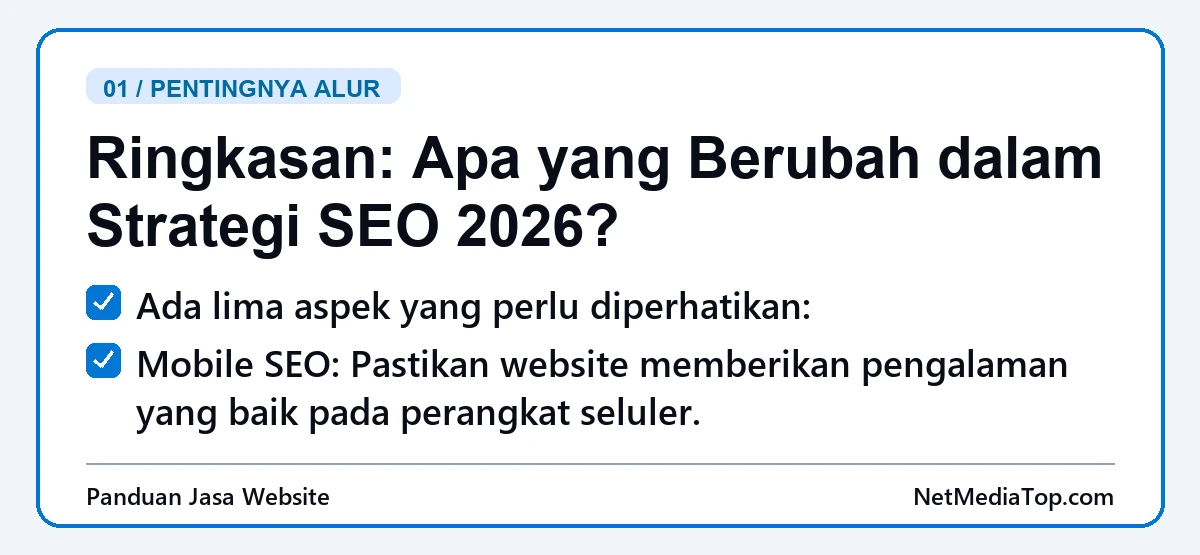 01 / PENTINGNYA ALUR
Ringkasan: Apa yang Berubah dalam
Strategi SEO 2026?
Ada lima aspek yang perlu diperhatikan:
Mobile SEO: Pastikan website memberikan pengalaman
yang baik pada perangkat seluler.
Panduan Jasa Website
NetMediaTop.com